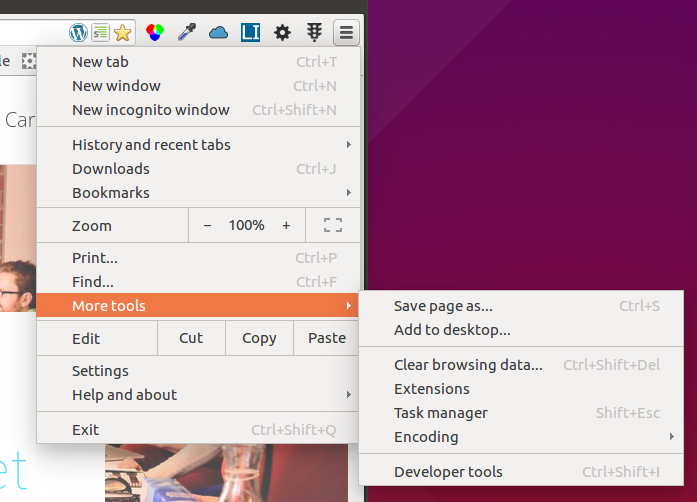 LI
le
New tab Ctrl+T
New window Ctrl+N
Car
New incognito window Ctrl+Shift+N
History and recent tabs
Downloads Ctrl+J
Bookmarks
Zoom − 100% +
Print... Ctrl+P
Find... Ctrl+F
More tools
Edit Cut Copy Paste
Settings
Help and about
Exit Ctrl+Shift+Q
et
Save page as... Ctrl+S
Add to desktop...
Clear browsing data... Ctrl+Shift+Del
Extensions
Task manager Shift+Esc
Encoding
Developer tools Ctrl+Shift+I